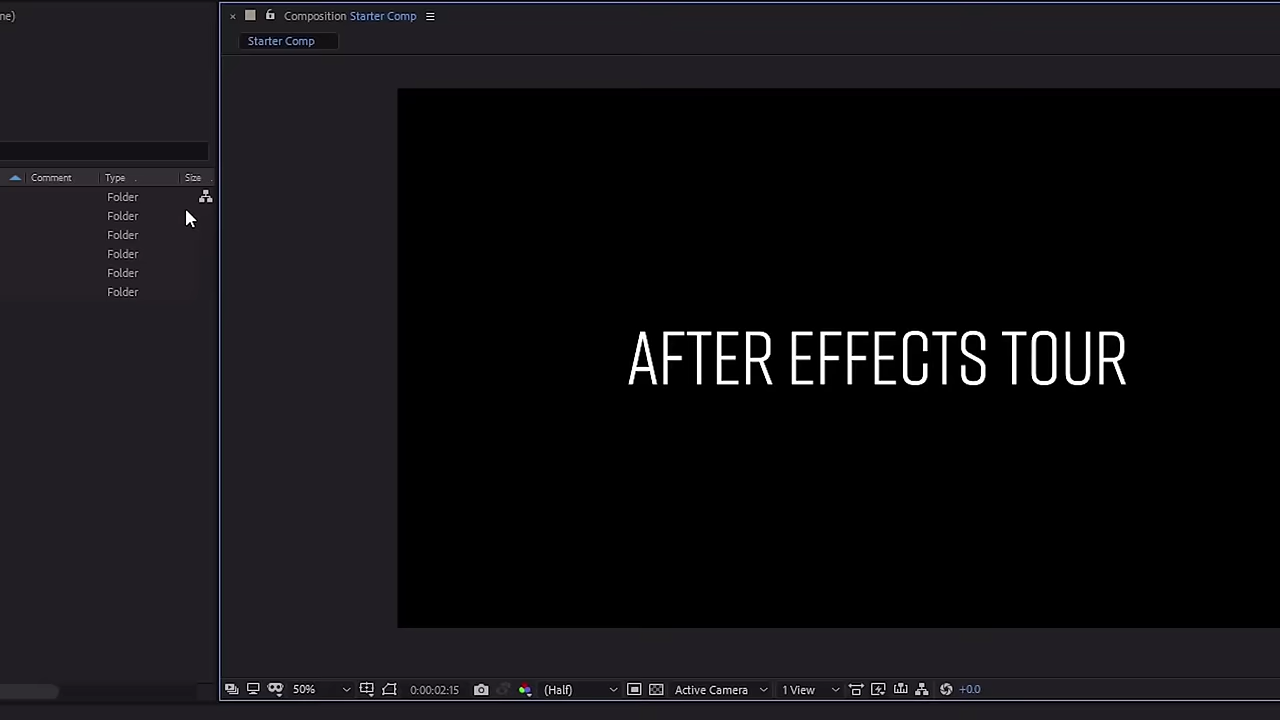 ne)
Composition Starter Comp
Starter Comp
Comment Type Size
Folder
Folder
Folder
Folder
Folder
Folder
AFTER EFFECTS TOUR
50% 0:00:02:15 (Half) Active Camera 1 View +0.0